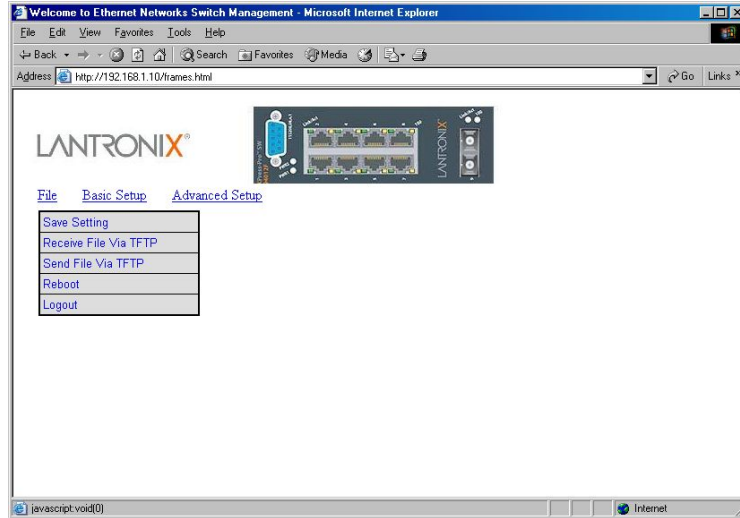 Welcome to Ethernet Networks Switch Management - Microsoft Internet Explorer
File Edit View Favorites Tools Help
Back Search Favorites Media
Address http://192.168.1.10/frames.html Go Links »
LANTRONIX®
LANTRONIX
File Basic Setup Advanced Setup
Save Setting
Receive File Via TFTP
Send File Via TFTP
Reboot
Logout
javascript:void(0) Internet